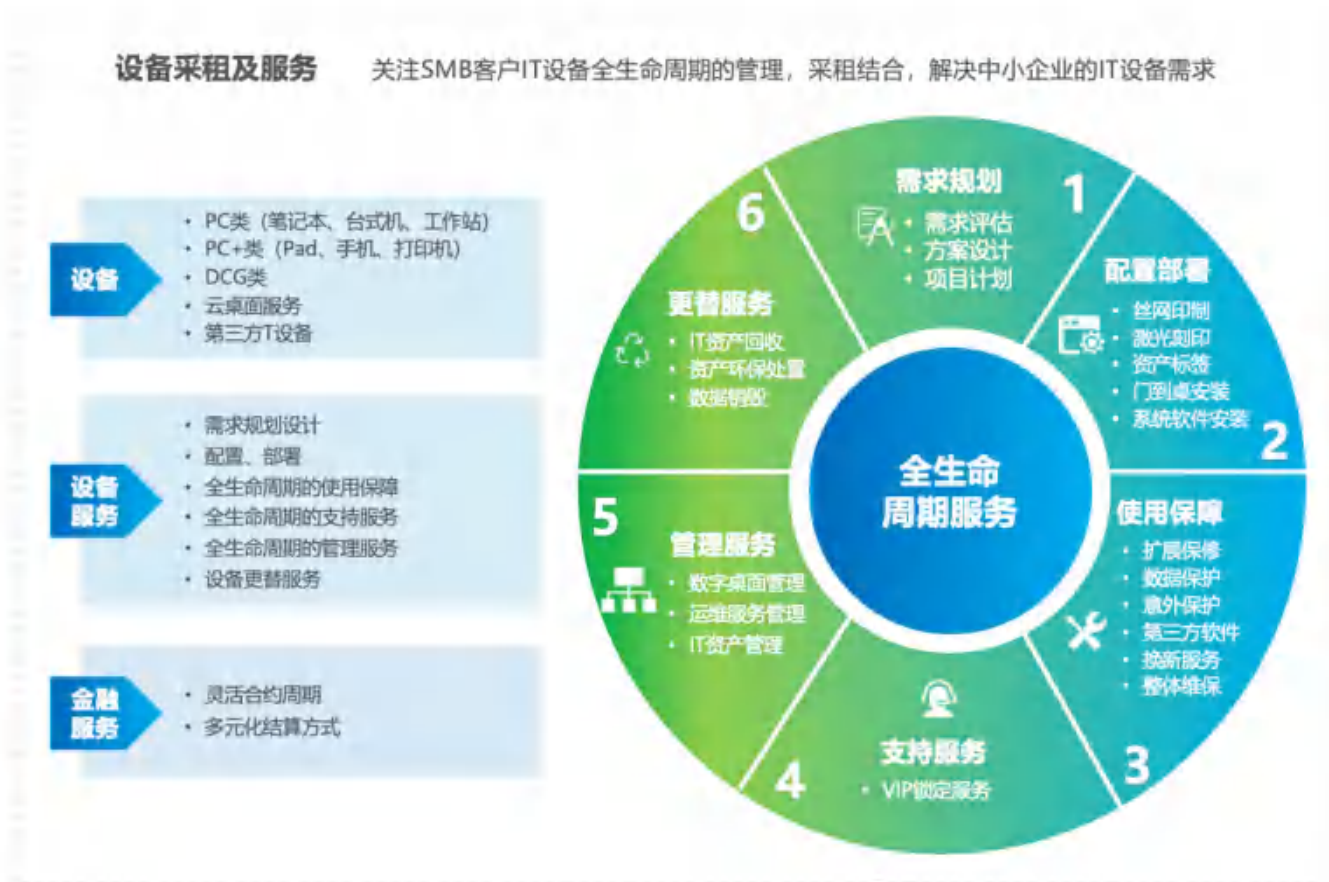 设备采租及服务 关注SMB客户IT设备全生命周期的管理，采租结合，解决中小企业的IT设备需求
设备
• PC类（笔记本、台式机、工作站）
• PC+类（Pad、手机、打印机）
• DCG类
• 云桌面服务
• 第三方T设备
设备
服务
• 需求规划设计
• 配置、部署
• 全生命周期的使用保障
• 全生命周期的支持服务
• 全生命周期的管理服务
• 设备更替服务
金融
服务
• 灵活合约周期
• 多元化结算方式
全生命
周期服务
1
需求规划
• 需求评估
• 方案设计
• 项目计划
配置部署
• 丝网印制
• 激光刻印
• 资产标签
• 门到桌安装
• 系统软件安装
2
使用保障
• 扩展保修
• 数据保护
• 意外保护
• 第三方软件
• 换新服务
• 整体维保
3
支持服务
• VIP锁定服务
4
5
管理服务
• 数字桌面管理
• 运维服务管理
• IT资产管理
6
更替服务
• IT资产回收
• 资产环保处置
• 数据销毁